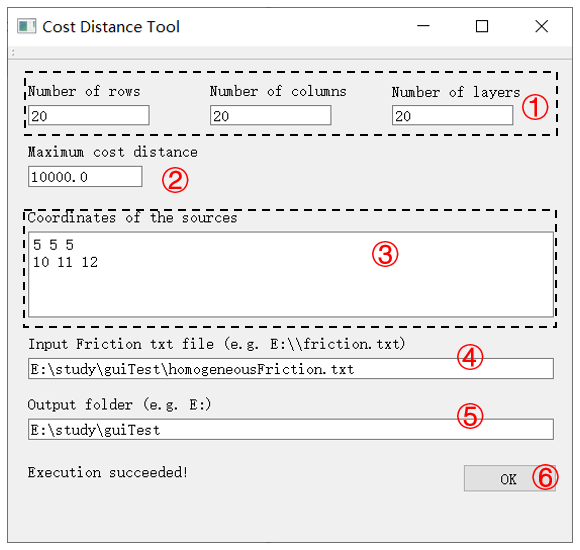 Cost Distance Tool
Number of rows Number of columns Number of layers
20 20 20 ①
Maximum cost distance
10000.0 ②
Coordinates of the sources
5 5 5 ③
10 11 12
Input Friction txt file (e.g. E:\\friction.txt)
E:\study\guiTest\homogeneousFriction.txt ④
Output folder (e.g. E:)
E:\study\guiTest ⑤
Execution succeeded! OK ⑥